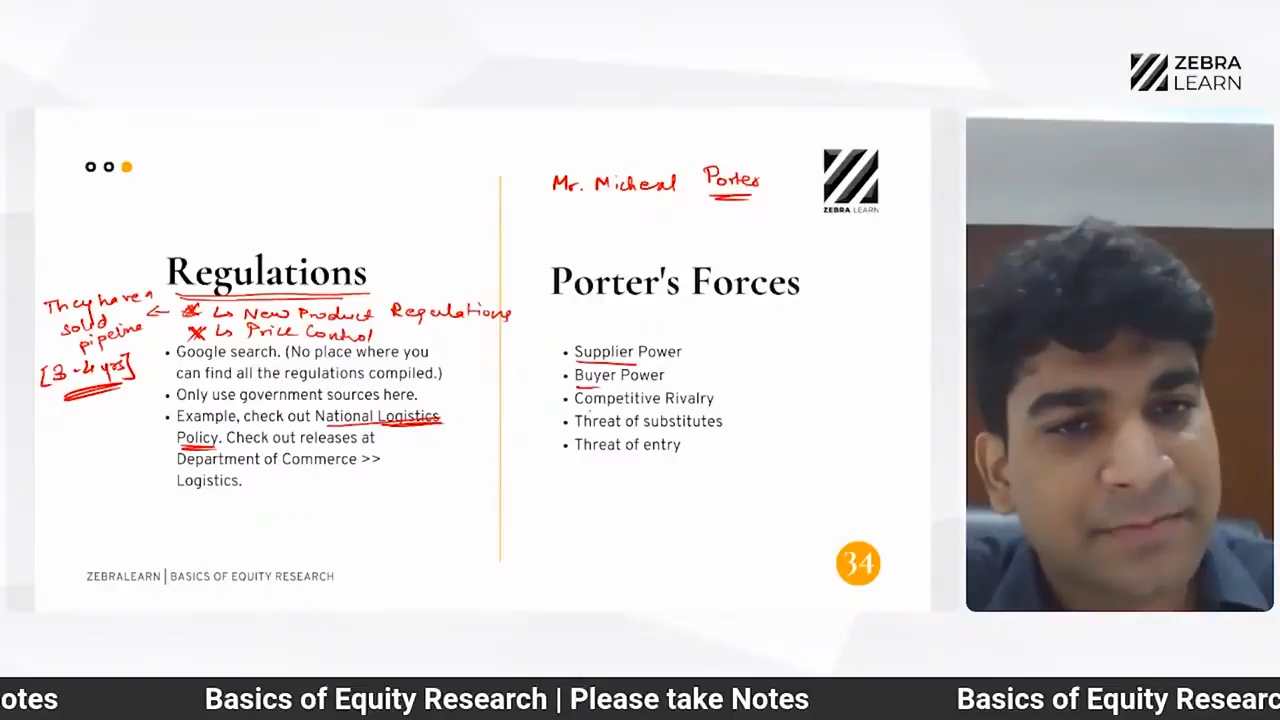 ZEBRA
LEARN
Mr. Micheal Porter
ZEBRA LEARN
Regulations
They have a
solid
pipeline
[3-4 yrs]
← * ↳ New Product Regulations
* ↳ Price Control
• Google search. (No place where you
can find all the regulations compiled.)
• Only use government sources here.
• Example, check out National Logistics
Policy. Check out releases at
Department of Commerce >>
Logistics.
Porter's Forces
• Supplier Power
• Buyer Power
• Competitive Rivalry
• Threat of substitutes
• Threat of entry
34
ZEBRALEARN | BASICS OF EQUITY RESEARCH
otes Basics of Equity Research | Please take Notes Basics of Equity Researc